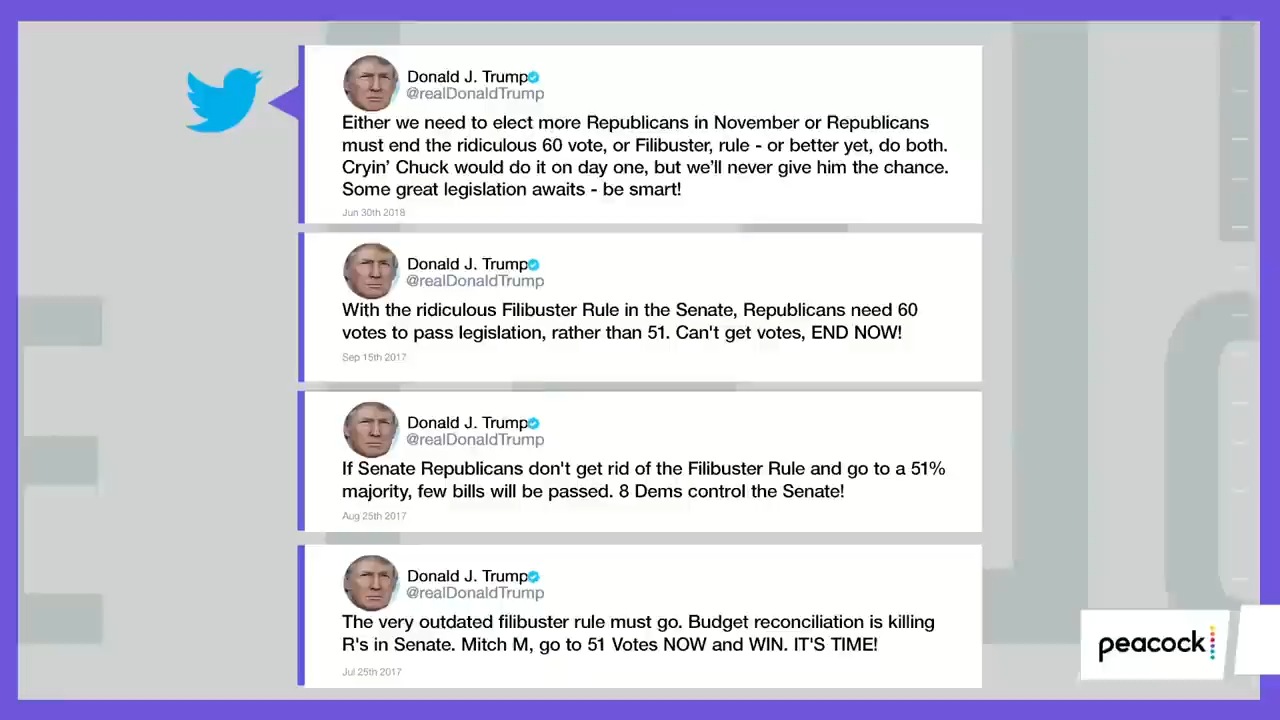 Donald J. Trump
@realDonaldTrump
Either we need to elect more Republicans in November or Republicans
must end the ridiculous 60 vote, or Filibuster, rule - or better yet, do both.
Cryin’ Chuck would do it on day one, but we’ll never give him the chance.
Some great legislation awaits - be smart!
Jun 30th 2018
Donald J. Trump
@realDonaldTrump
With the ridiculous Filibuster Rule in the Senate, Republicans need 60
votes to pass legislation, rather than 51. Can't get votes, END NOW!
Sep 15th 2017
Donald J. Trump
@realDonaldTrump
If Senate Republicans don't get rid of the Filibuster Rule and go to a 51%
majority, few bills will be passed. 8 Dems control the Senate!
Aug 25th 2017
Donald J. Trump
@realDonaldTrump
The very outdated filibuster rule must go. Budget reconciliation is killing
R's in Senate. Mitch M, go to 51 Votes NOW and WIN. IT'S TIME!
Jul 25th 2017
peacock